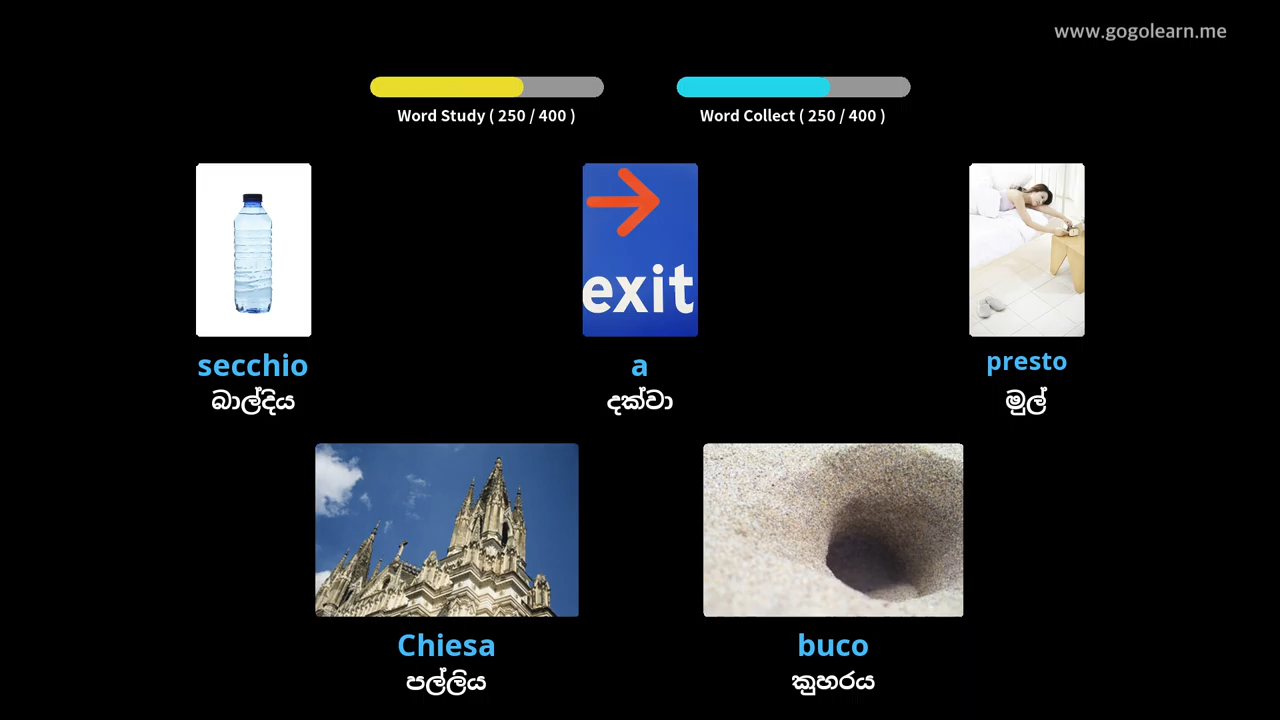 www.gogolearn.me
Word Study ( 250 / 400 )
Word Collect ( 250 / 400 )
exit
secchio
බාල්දිය
a
දක්වා
presto
මුල්
Chiesa
පල්ලිය
buco
කුහරය